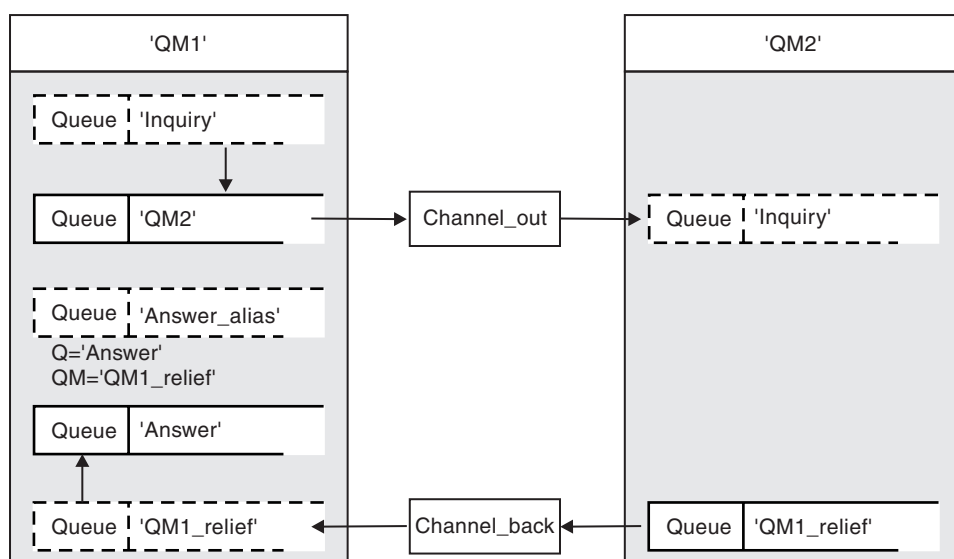 'QM1'
'QM2'
Queue 'Inquiry'
Queue 'QM2'
Channel_out
Queue 'Inquiry'
Queue 'Answer_alias'
Q='Answer'
QM='QM1_relief'
Queue 'Answer'
Queue 'QM1_relief'
Channel_back
Queue 'QM1_relief'